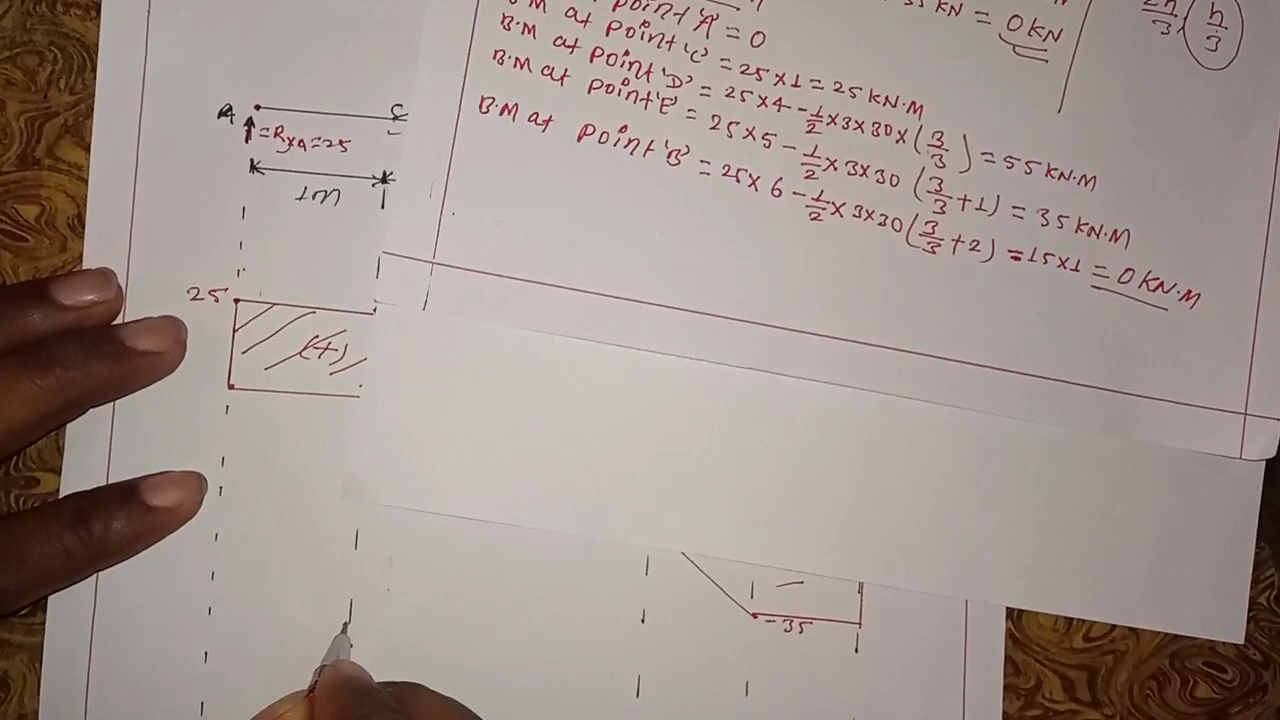 35 KN = 0KN
2h/3, h/3
B.M at point 'A' = 0
B.M at point 'C' = 25 × 1 = 25 KN.M
B.M at point 'D' = 25×4 - 1/2 × 3 × 30 × (3/3) = 55 KN.M
B.M at point 'E' = 25×5 - 1/2 × 3×30 (3/3 + 1) = 35 KN.M
B.M at point 'B' = 25× 6 - 1/2 × 3×30 (3/3 + 2) = 15×1 = 0 KN.M
A C
=RyA=25
1m
25
(+)
-
-35